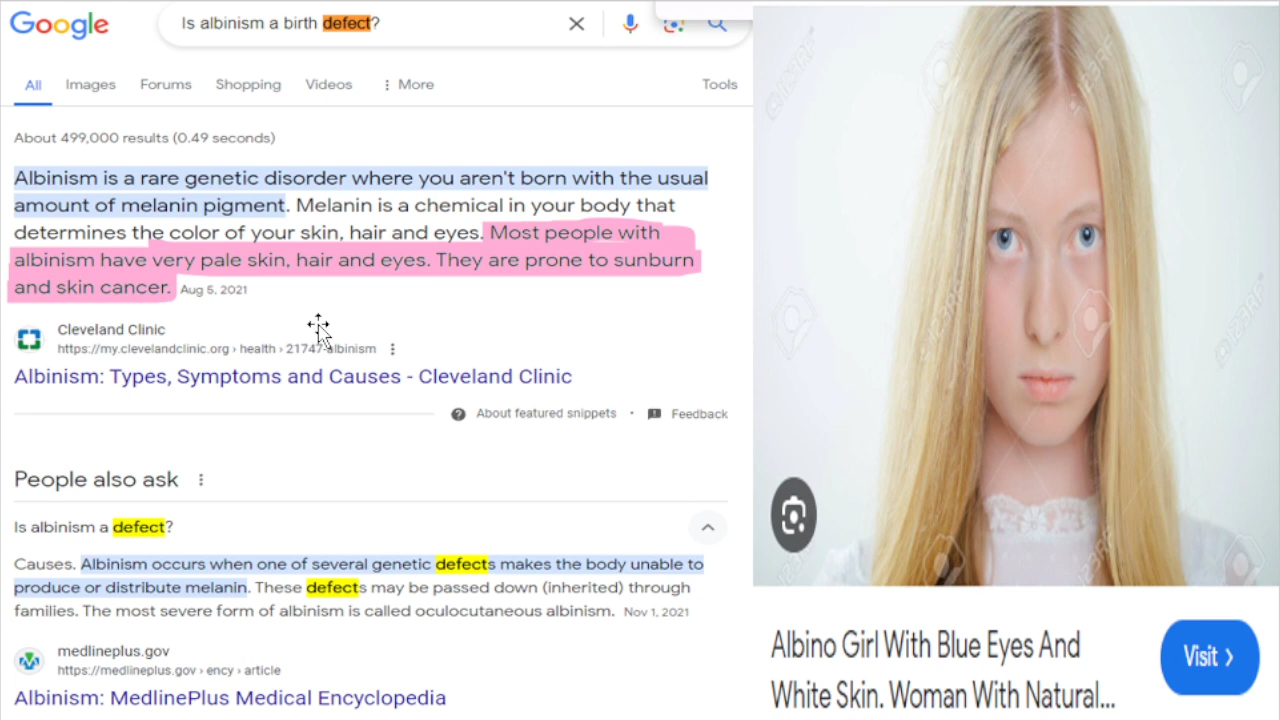 Google
Is albinism a birth defect?
All Images Forums Shopping Videos More Tools
About 499,000 results (0.49 seconds)
Albinism is a rare genetic disorder where you aren't born with the usual
amount of melanin pigment. Melanin is a chemical in your body that
determines the color of your skin, hair and eyes. Most people with
albinism have very pale skin, hair and eyes. They are prone to sunburn
and skin cancer. Aug 5, 2021
Cleveland Clinic
https://my.clevelandclinic.org › health › 21747-albinism
Albinism: Types, Symptoms and Causes - Cleveland Clinic
About featured snippets • Feedback
People also ask
Is albinism a defect?
Causes. Albinism occurs when one of several genetic defects makes the body unable to
produce or distribute melanin. These defects may be passed down (inherited) through
families. The most severe form of albinism is called oculocutaneous albinism. Nov 1, 2021
medlineplus.gov
https://medlineplus.gov › ency › article
Albinism: MedlinePlus Medical Encyclopedia
123RF
123RF
123RF
123RF
Albino Girl With Blue Eyes And
White Skin. Woman With Natural...
Visit ›